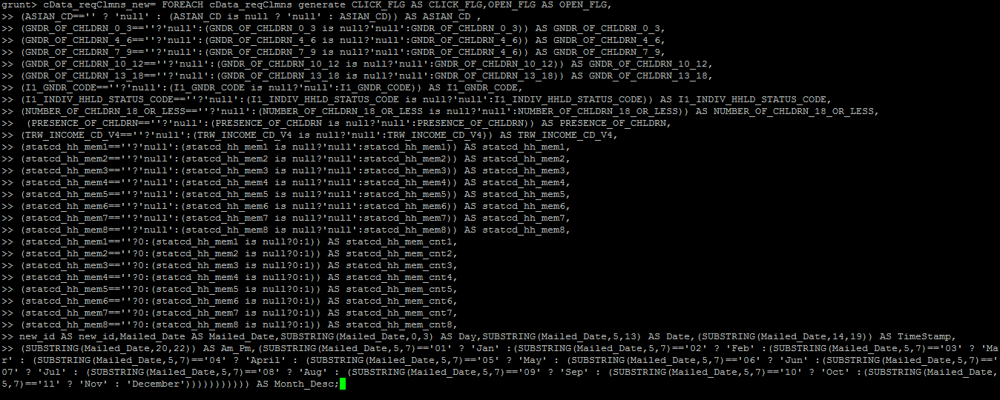 grunt> cData_reqClmns_new= FOREACH cData_reqClmns generate CLICK_FLG AS CLICK_FLG,OPEN_FLG AS OPEN_FLG,
>> (ASIAN_CD=='' ? 'null' : (ASIAN_CD is null ? 'null' : ASIAN_CD)) AS ASIAN_CD ,
>> (GNDR_OF_CHLDRN_0_3==''?'null':(GNDR_OF_CHLDRN_0_3 is null?'null':GNDR_OF_CHLDRN_0_3)) AS GNDR_OF_CHLDRN_0_3,
>> (GNDR_OF_CHLDRN_4_6==''?'null':(GNDR_OF_CHLDRN_4_6 is null?'null':GNDR_OF_CHLDRN_4_6)) AS GNDR_OF_CHLDRN_4_6,
>> (GNDR_OF_CHLDRN_7_9==''?'null':(GNDR_OF_CHLDRN_7_9 is null?'null':GNDR_OF_CHLDRN_4_6)) AS GNDR_OF_CHLDRN_7_9,
>> (GNDR_OF_CHLDRN_10_12==''?'null':(GNDR_OF_CHLDRN_10_12 is null?'null':GNDR_OF_CHLDRN_10_12)) AS GNDR_OF_CHLDRN_10_12,
>> (GNDR_OF_CHLDRN_13_18==''?'null':(GNDR_OF_CHLDRN_13_18 is null?'null':GNDR_OF_CHLDRN_13_18)) AS GNDR_OF_CHLDRN_13_18,
>> (I1_GNDR_CODE==''?'null':(I1_GNDR_CODE is null?'null':I1_GNDR_CODE)) AS I1_GNDR_CODE,
>> (I1_INDIV_HHLD_STATUS_CODE==''?'null':(I1_INDIV_HHLD_STATUS_CODE is null?'null':I1_INDIV_HHLD_STATUS_CODE)) AS I1_INDIV_HHLD_STATUS_CODE,
>> (NUMBER_OF_CHLDRN_18_OR_LESS==''?'null':(NUMBER_OF_CHLDRN_18_OR_LESS is null?'null':NUMBER_OF_CHLDRN_18_OR_LESS)) AS NUMBER_OF_CHLDRN_18_OR_LESS,
>>  (PRESENCE_OF_CHLDRN==''?'null':(PRESENCE_OF_CHLDRN is null?'null':PRESENCE_OF_CHLDRN)) AS PRESENCE_OF_CHLDRN,
>> (TRW_INCOME_CD_V4==''?'null':(TRW_INCOME_CD_V4 is null?'null':TRW_INCOME_CD_V4)) AS TRW_INCOME_CD_V4,
>> (statcd_hh_mem1==''?'null':(statcd_hh_mem1 is null?'null':statcd_hh_mem1)) AS statcd_hh_mem1,
>> (statcd_hh_mem2==''?'null':(statcd_hh_mem2 is null?'null':statcd_hh_mem2)) AS statcd_hh_mem2,
>> (statcd_hh_mem3==''?'null':(statcd_hh_mem3 is null?'null':statcd_hh_mem3)) AS statcd_hh_mem3,
>> (statcd_hh_mem4==''?'null':(statcd_hh_mem4 is null?'null':statcd_hh_mem4)) AS statcd_hh_mem4,
>> (statcd_hh_mem5==''?'null':(statcd_hh_mem5 is null?'null':statcd_hh_mem5)) AS statcd_hh_mem5,
>> (statcd_hh_mem6==''?'null':(statcd_hh_mem6 is null?'null':statcd_hh_mem6)) AS statcd_hh_mem6,
>> (statcd_hh_mem7==''?'null':(statcd_hh_mem7 is null?'null':statcd_hh_mem7)) AS statcd_hh_mem7,
>> (statcd_hh_mem8==''?'null':(statcd_hh_mem8 is null?'null':statcd_hh_mem8)) AS statcd_hh_mem8,
>> (statcd_hh_mem1==''?0:(statcd_hh_mem1 is null?0:1)) AS statcd_hh_mem_cnt1,
>> (statcd_hh_mem2==''?0:(statcd_hh_mem2 is null?0:1)) AS statcd_hh_mem_cnt2,
>> (statcd_hh_mem3==''?0:(statcd_hh_mem3 is null?0:1)) AS statcd_hh_mem_cnt3,
>> (statcd_hh_mem4==''?0:(statcd_hh_mem4 is null?0:1)) AS statcd_hh_mem_cnt4,
>> (statcd_hh_mem5==''?0:(statcd_hh_mem5 is null?0:1)) AS statcd_hh_mem_cnt5,
>> (statcd_hh_mem6==''?0:(statcd_hh_mem6 is null?0:1)) AS statcd_hh_mem_cnt6,
>> (statcd_hh_mem7==''?0:(statcd_hh_mem7 is null?0:1)) AS statcd_hh_mem_cnt7,
>> (statcd_hh_mem8==''?0:(statcd_hh_mem8 is null?0:1)) AS statcd_hh_mem_cnt8,
>> new_id AS new_id,Mailed_Date AS Mailed_Date,SUBSTRING(Mailed_Date,0,3) AS Day,SUBSTRING(Mailed_Date,5,13) AS Date,(SUBSTRING(Mailed_Date,14,19)) AS TimeStamp,
>> (SUBSTRING(Mailed_Date,20,22)) AS Am_Pm,(SUBSTRING(Mailed_Date,5,7)=='01' ? 'Jan' :(SUBSTRING(Mailed_Date,5,7)=='02' ? 'Feb' :(SUBSTRING(Mailed_Date,5,7)=='03' ? 'Ma
r' : (SUBSTRING(Mailed_Date,5,7)=='04' ? 'April' : (SUBSTRING(Mailed_Date,5,7)=='05' ? 'May' : (SUBSTRING(Mailed_Date,5,7)=='06' ? 'Jun' :(SUBSTRING(Mailed_Date,5,7)=='
07' ? 'Jul' : (SUBSTRING(Mailed_Date,5,7)=='08' ? 'Aug' : (SUBSTRING(Mailed_Date,5,7)=='09' ? 'Sep' : (SUBSTRING(Mailed_Date,5,7)=='10' ? 'Oct' :(SUBSTRING(Mailed_Date,
5,7)=='11' ? 'Nov' : 'December'))))))))))) AS Month_Desc;